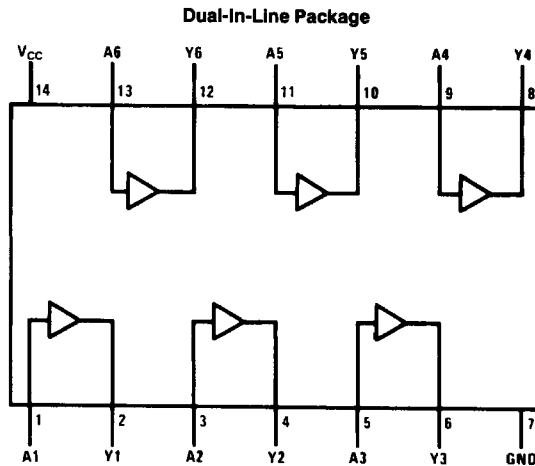 Dual-In-Line Package
VCC A6 Y6 A5 Y5 A4 Y4
14 13 12 11 10 9 8
1 2 3 4 5 6 7
A1 Y1 A2 Y2 A3 Y3 GND